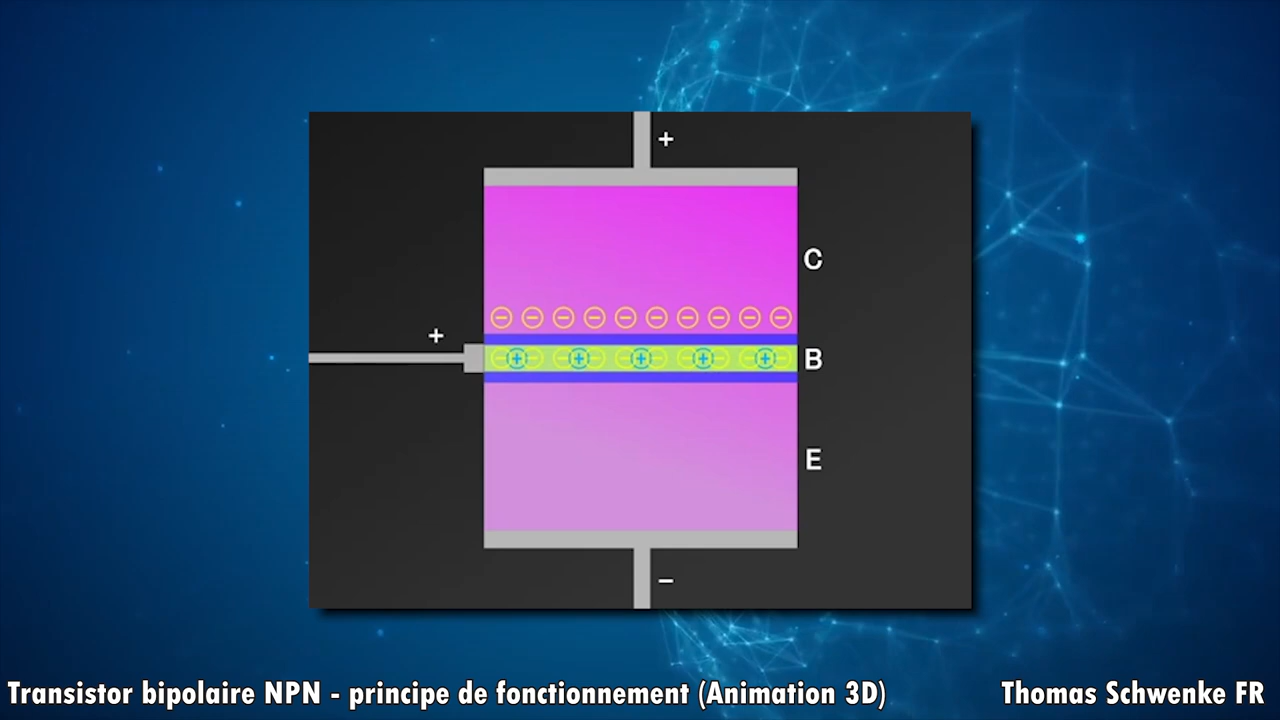 +
C
+
B
E
−
Transistor bipolaire NPN - principe de fonctionnement (Animation 3D)
Thomas Schwenke FR